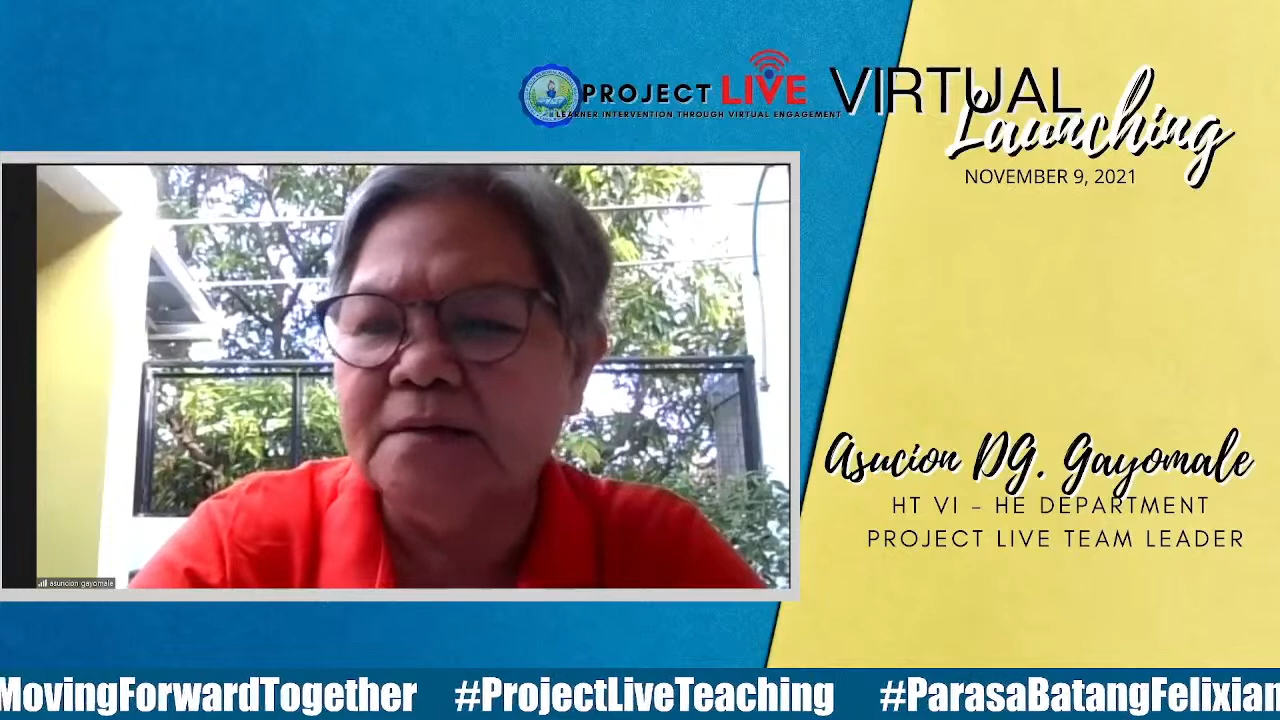 PROJECT LIVE
LEARNER INTERVENTION THROUGH VIRTUAL ENGAGEMENT
VIRTUAL
Launching
NOVEMBER 9, 2021
Asucion DG. Gayomale
HT VI – HE DEPARTMENT
PROJECT LIVE TEAM LEADER
asuncion gayomale
MovingForwardTogether #ProjectLiveTeaching #ParasaBatangFelixian